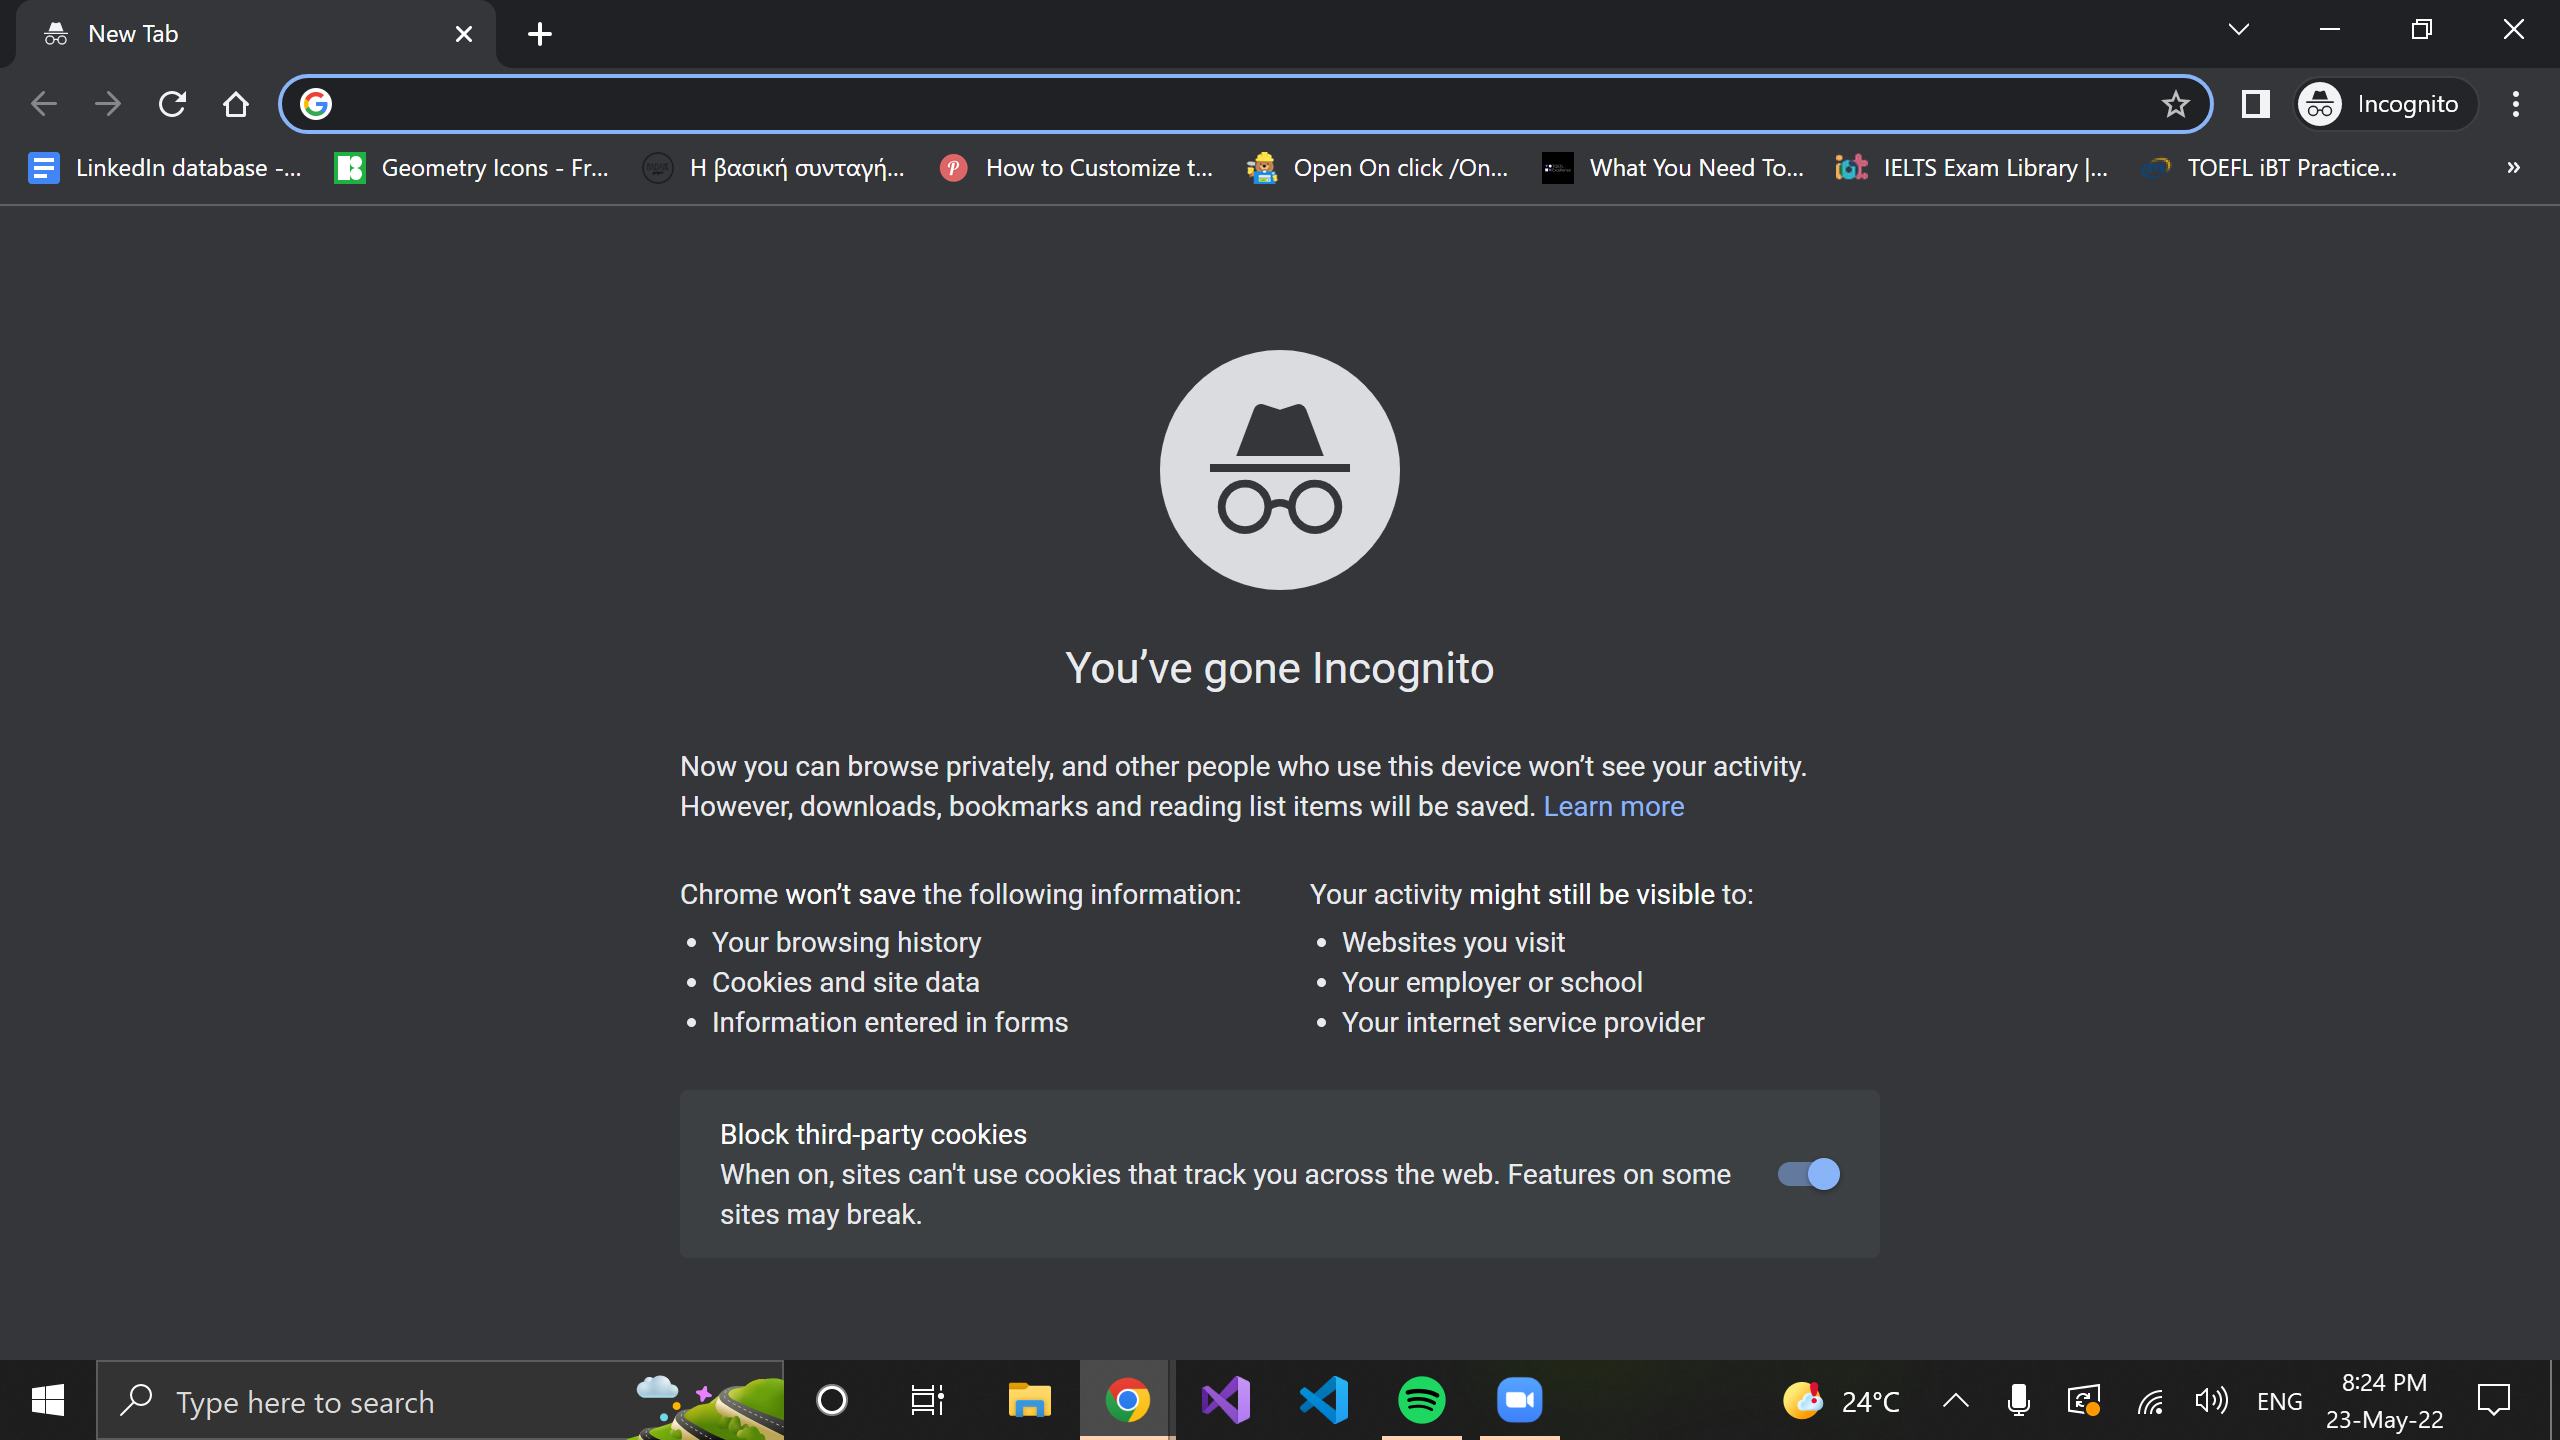 New Tab
Incognito
LinkedIn database -...
Geometry Icons - Fr...
Η βασική συνταγή...
How to Customize t...
Open On click /On...
What You Need To...
IELTS Exam Library |...
TOEFL iBT Practice...
»
You’ve gone Incognito
Now you can browse privately, and other people who use this device won’t see your activity.
However, downloads, bookmarks and reading list items will be saved. Learn more
Chrome won’t save the following information:
• Your browsing history
• Cookies and site data
• Information entered in forms
Your activity might still be visible to:
• Websites you visit
• Your employer or school
• Your internet service provider
Block third-party cookies
When on, sites can't use cookies that track you across the web. Features on some
sites may break.
Type here to search
24°C
ENG
8:24 PM
23-May-22